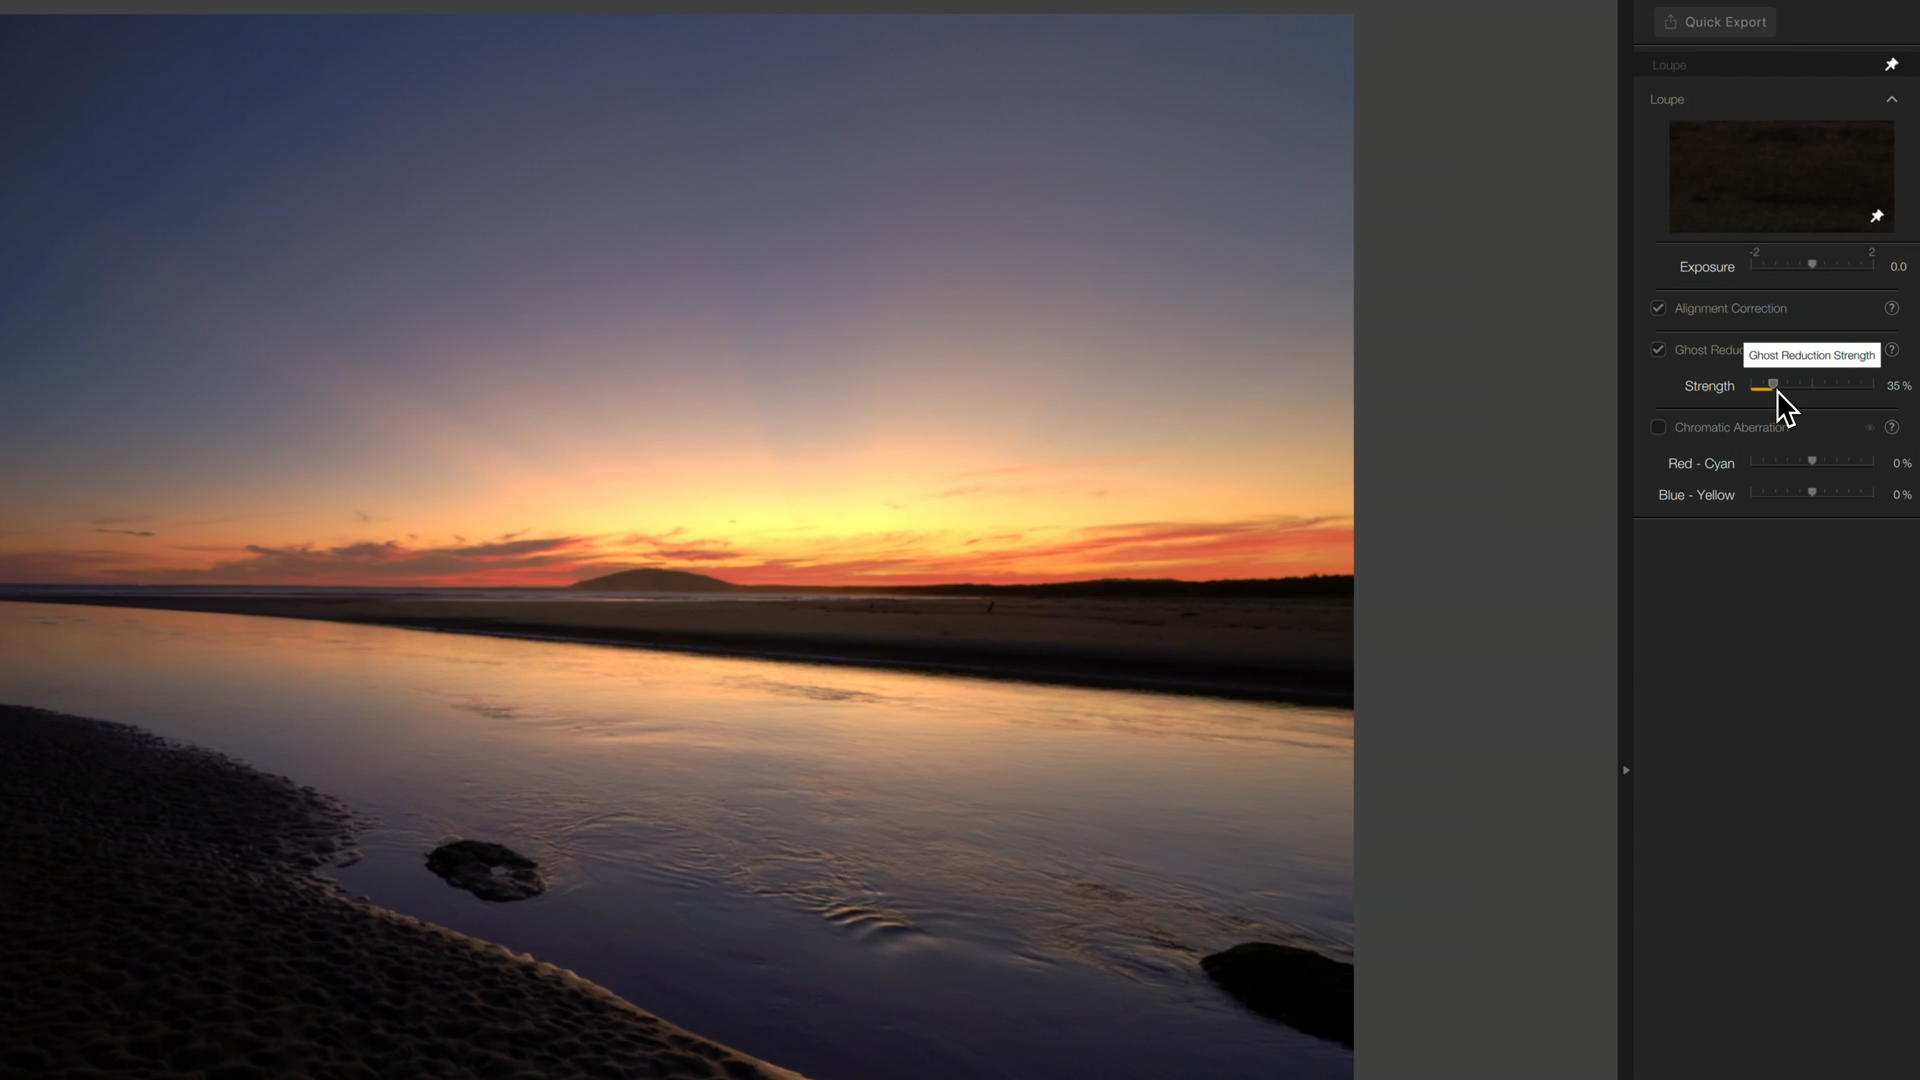 Quick Export
Loupe
Loupe
-2 2
Exposure 0.0
Alignment Correction ?
Ghost Reduc ?
Ghost Reduction Strength
Strength 35 %
Chromatic Aberration ?
Red - Cyan 0 %
Blue - Yellow 0 %